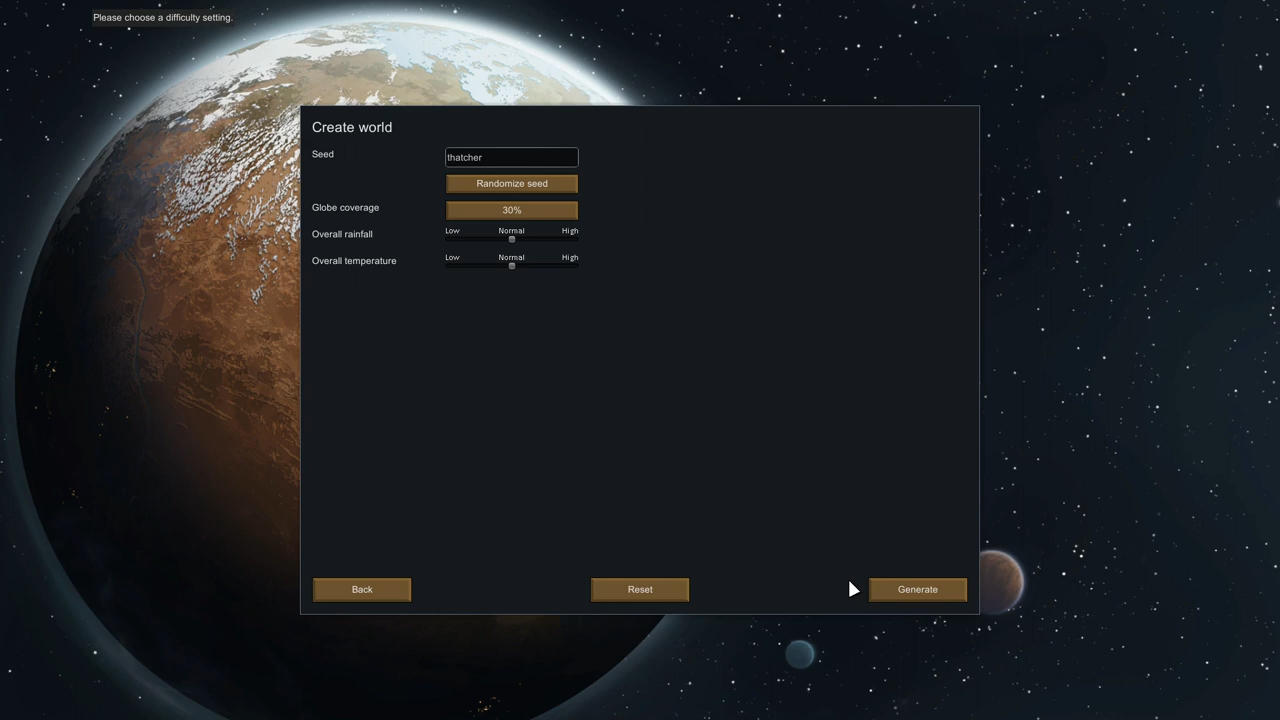 Please choose a difficulty setting.
Create world
Seed
thatcher
Randomize seed
Globe coverage
30%
Overall rainfall
Low Normal High
Overall temperature
Low Normal High
Back
Reset
Generate